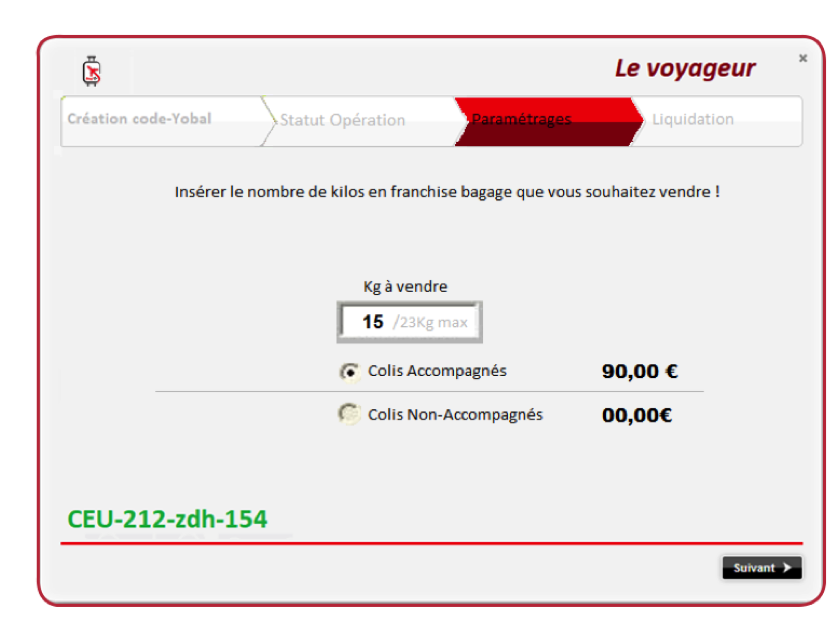 Le voyageur
×
Création code-Yobal
Statut Opération
Paramétrages
Liquidation
Insérer le nombre de kilos en franchise bagage que vous souhaitez vendre !
Kg à vendre
15 /23Kg max
Colis Accompagnés 90,00 €
Colis Non-Accompagnés 00,00€
CEU-212-zdh-154
Suivant